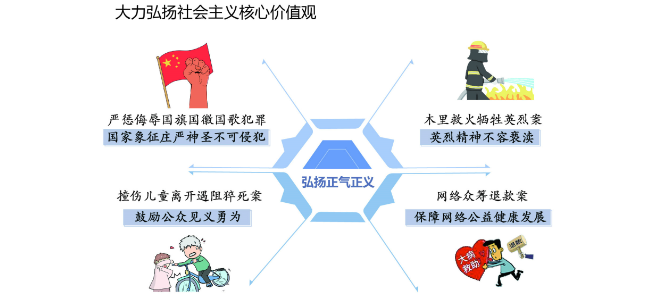 大力弘扬社会主义核心价值观
严惩侮辱国旗国徽国歌犯罪
国家象征庄严神圣不可侵犯
木里救火牺牲英烈案
英烈精神不容亵渎
弘扬正气正义
撞伤儿童离开遇阻猝死案
鼓励公众见义勇为
网络众筹退款案
保障网络公益健康发展
大病
救助
退款